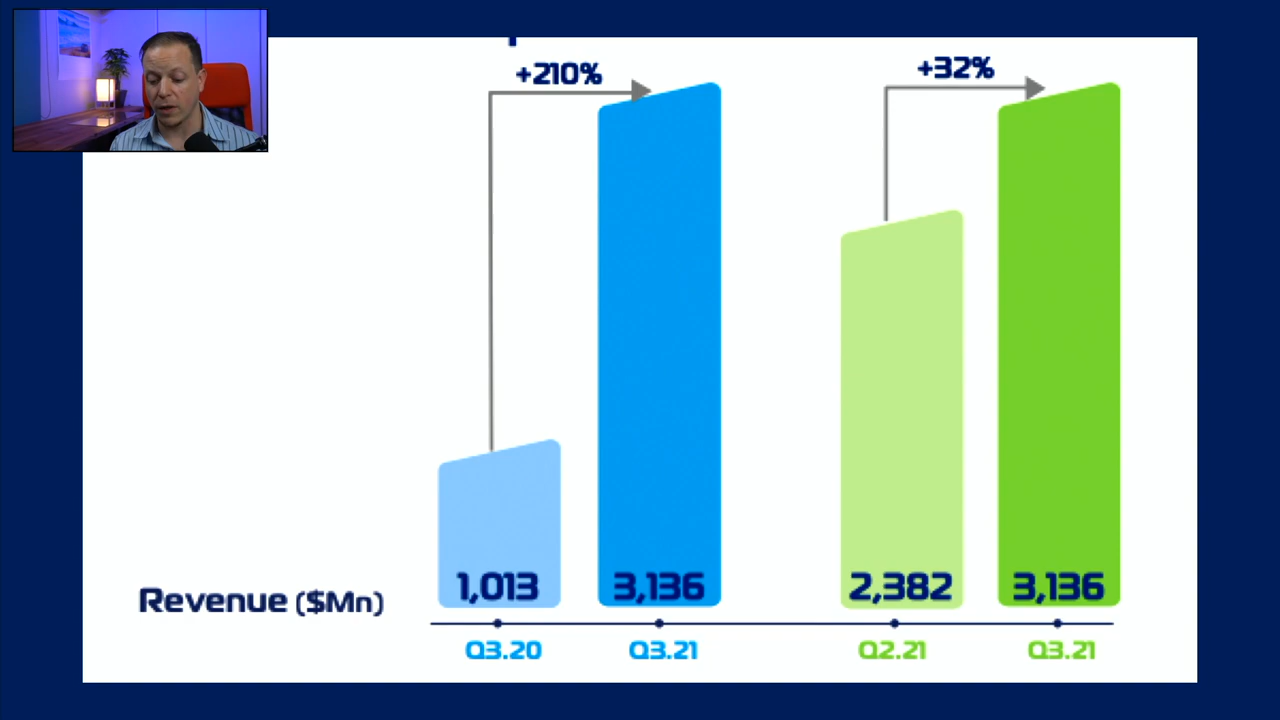 +210%
+32%
1,013
3,136
2,382
3,136
Revenue ($Mn)
Q3.20
Q3.21
Q2.21
Q3.21